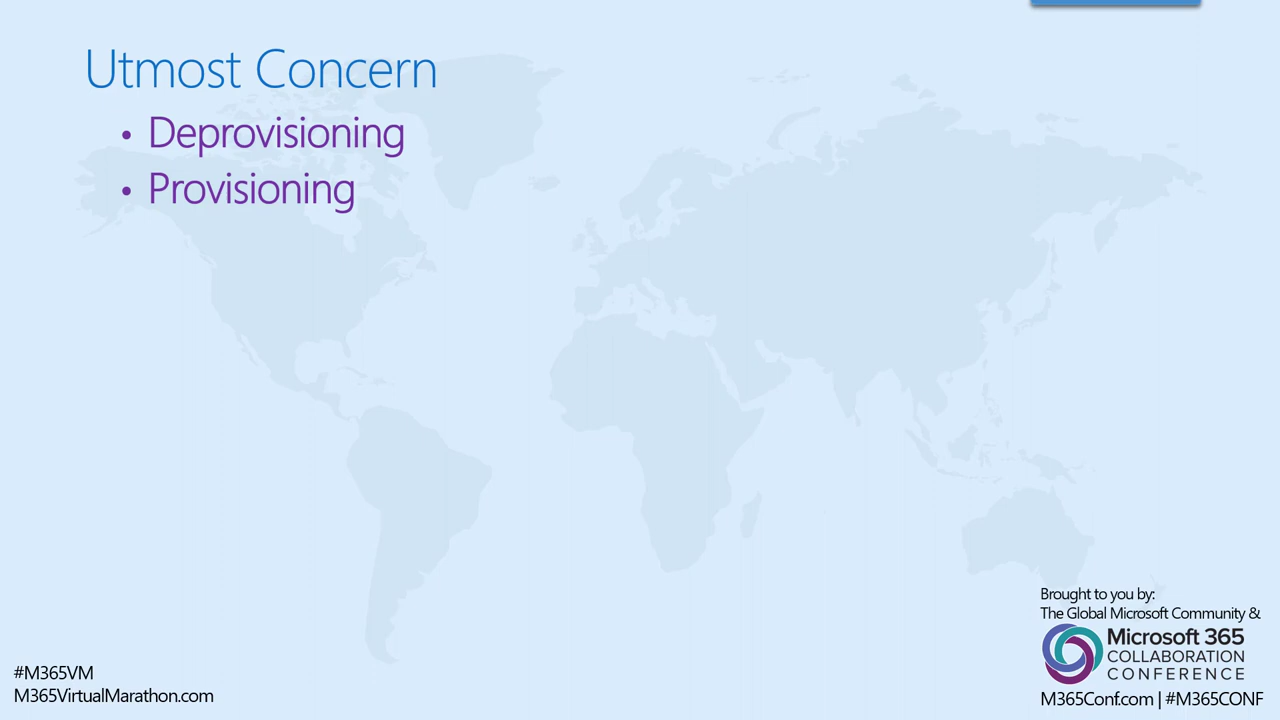 Utmost Concern
• Deprovisioning
• Provisioning
Brought to you by:
The Global Microsoft Community &
Microsoft 365
COLLABORATION
CONFERENCE
M365Conf.com | #M365CONF
#M365VM
M365VirtualMarathon.com